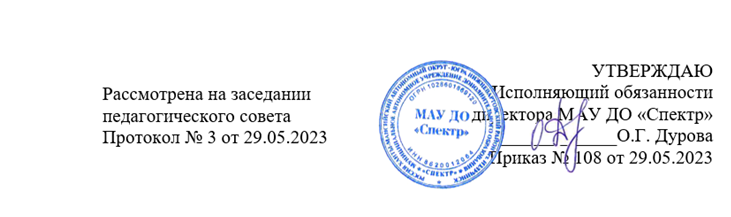 Рассмотрена на заседании
педагогического совета
Протокол № 3 от 29.05.2023
УТВЕРЖДАЮ
Исполняющий обязанности
директора МАУ ДО «Спектр»
О.Г. Дурова
Приказ № 108 от 29.05.2023
МАУ ДО
«Спектр»